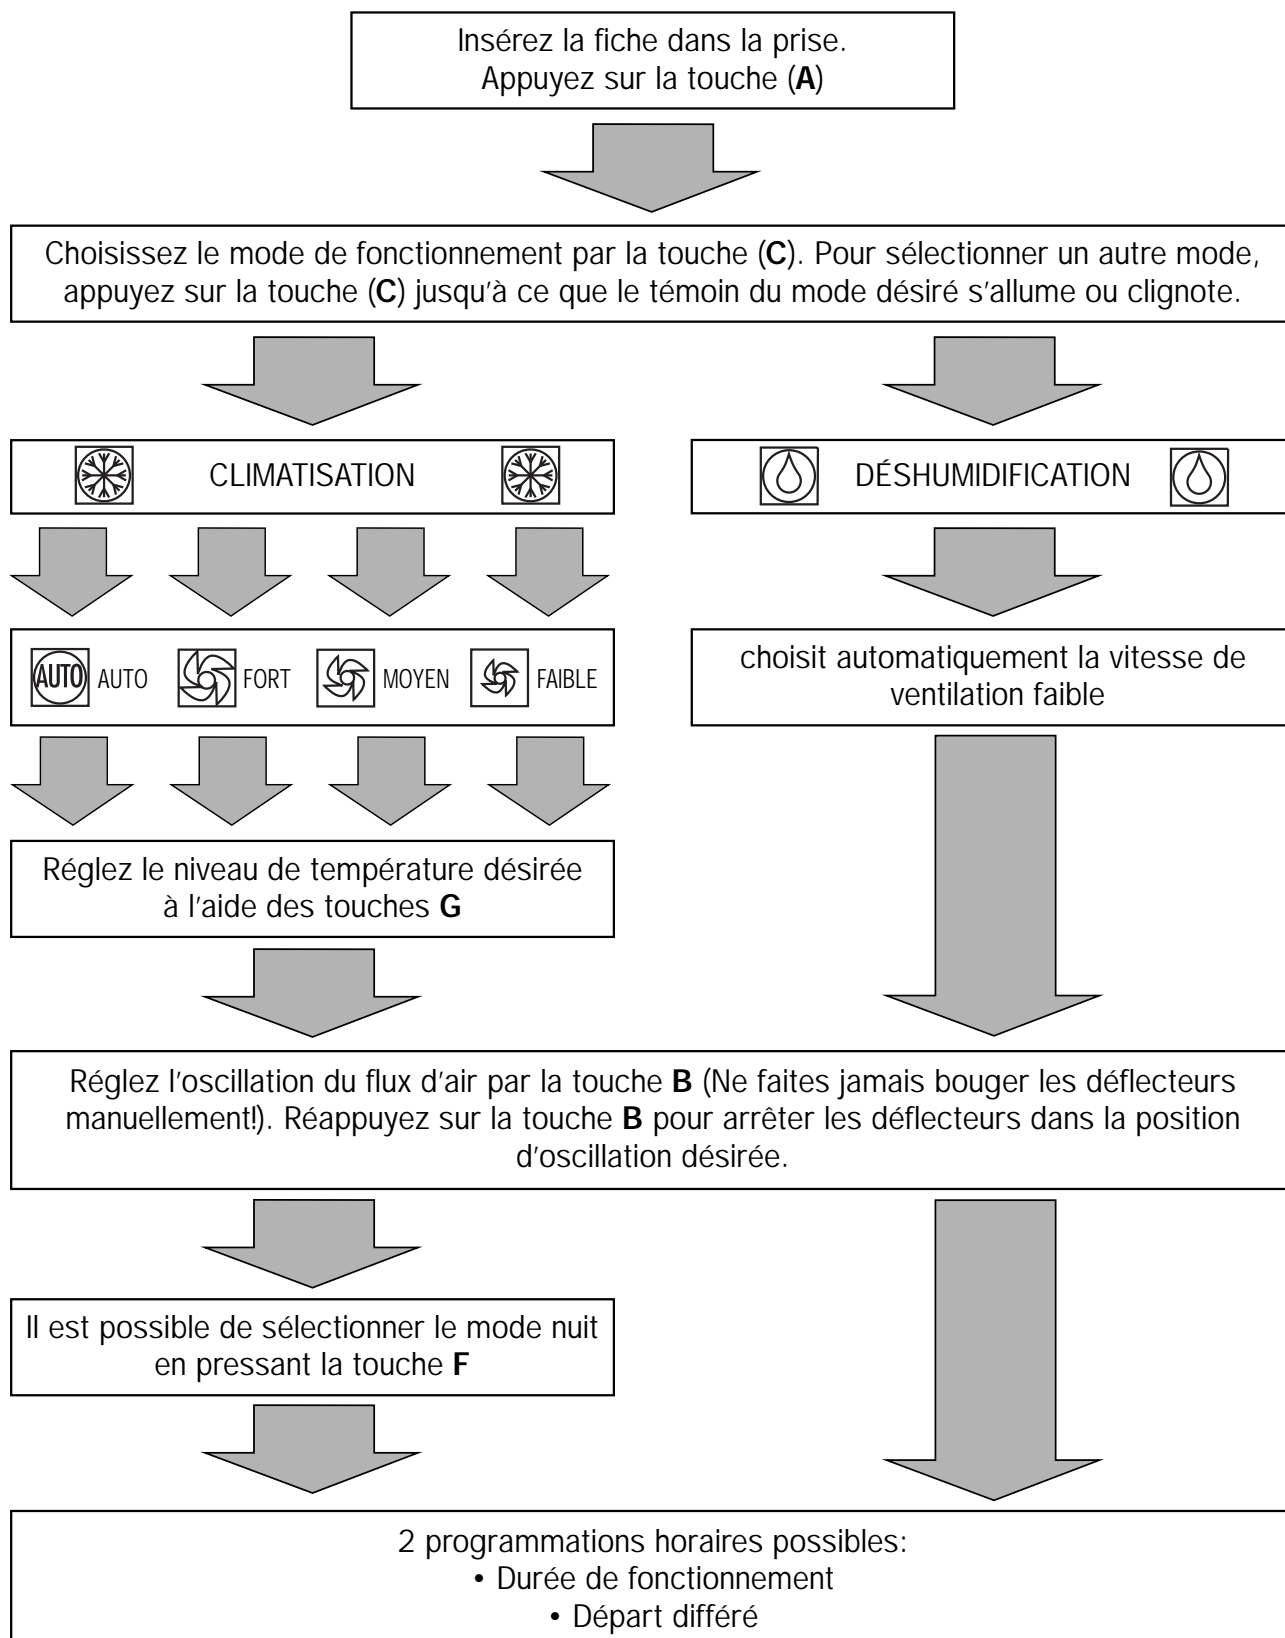 Insérez la fiche dans la prise.
Appuyez sur la touche (A)
Choisissez le mode de fonctionnement par la touche (C). Pour sélectionner un autre mode,
appuyez sur la touche (C) jusqu'à ce que le témoin du mode désiré s'allume ou clignote.
CLIMATISATION
DÉSHUMIDIFICATION
AUTO AUTO FORT MOYEN FAIBLE
choisit automatiquement la vitesse de
ventilation faible
Réglez le niveau de température désirée
à l'aide des touches G
Réglez l'oscillation du flux d'air par la touche B (Ne faites jamais bouger les déflecteurs
manuellement!). Réappuyez sur la touche B pour arrêter les déflecteurs dans la position
d'oscillation désirée.
Il est possible de sélectionner le mode nuit
en pressant la touche F
2 programmations horaires possibles:
• Durée de fonctionnement
• Départ différé